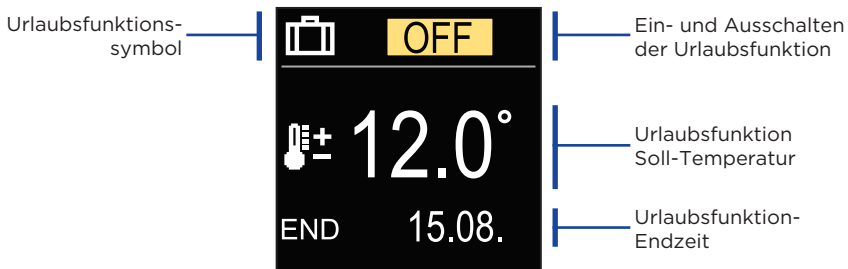 Urlaubsfunktions-
symbol
OFF
Ein- und Ausschalten
der Urlaubsfunktion
12.0°
Urlaubsfunktion
Soll-Temperatur
END 15.08.
Urlaubsfunktion-
Endzeit